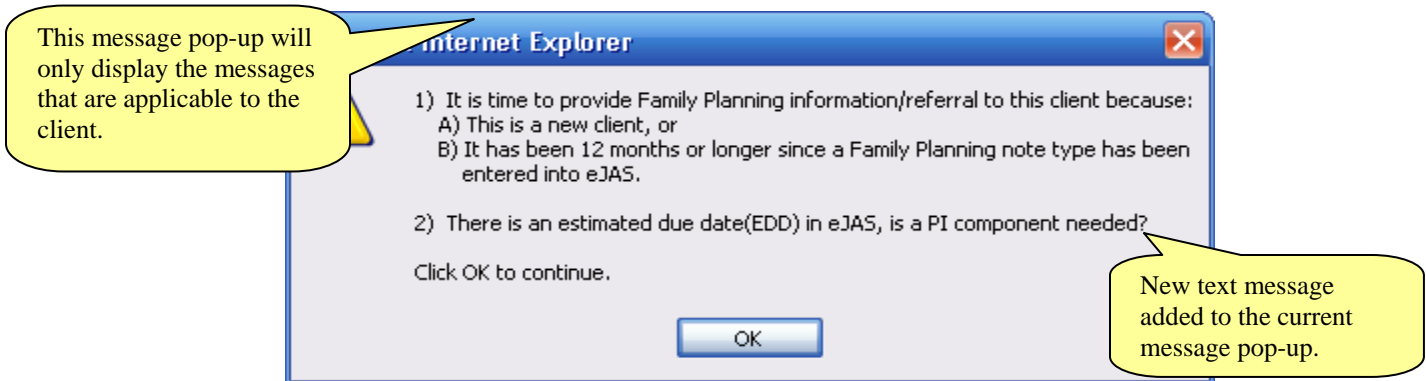 This message pop-up will
only display the messages
that are applicable to the
client.
Internet Explorer
1) It is time to provide Family Planning information/referral to this client because:
A) This is a new client, or
B) It has been 12 months or longer since a Family Planning note type has been
entered into eJAS.
2) There is an estimated due date(EDD) in eJAS, is a PI component needed?
Click OK to continue.
OK
New text message
added to the current
message pop-up.